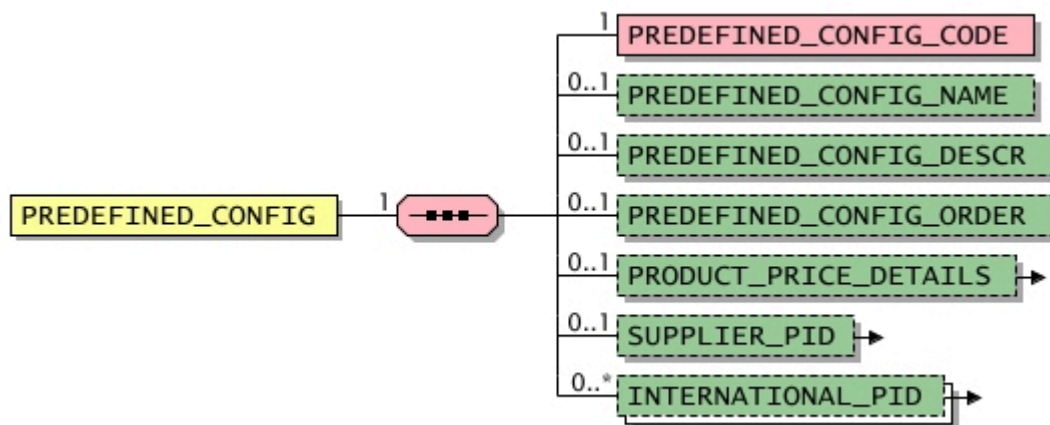 1
PREDEFINED_CONFIG_CODE
0..1
PREDEFINED_CONFIG_NAME
0..1
PREDEFINED_CONFIG_DESCR
PREDEFINED_CONFIG
1
0..1
PREDEFINED_CONFIG_ORDER
0..1
PRODUCT_PRICE_DETAILS
0..1
SUPPLIER_PID
0..*
INTERNATIONAL_PID